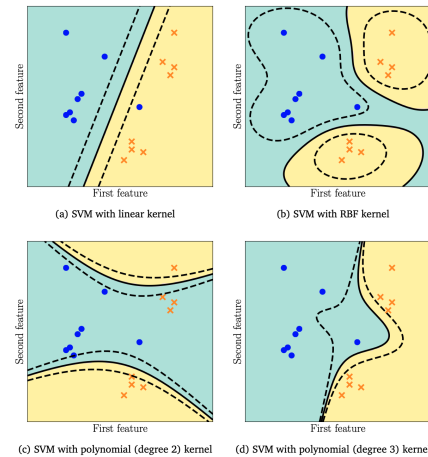 Second feature
First feature
(a) SVM with linear kernel
Second feature
First feature
(b) SVM with RBF kernel
Second feature
First feature
(c) SVM with polynomial (degree 2) kernel
Second feature
First feature
(d) SVM with polynomial (degree 3) kernel